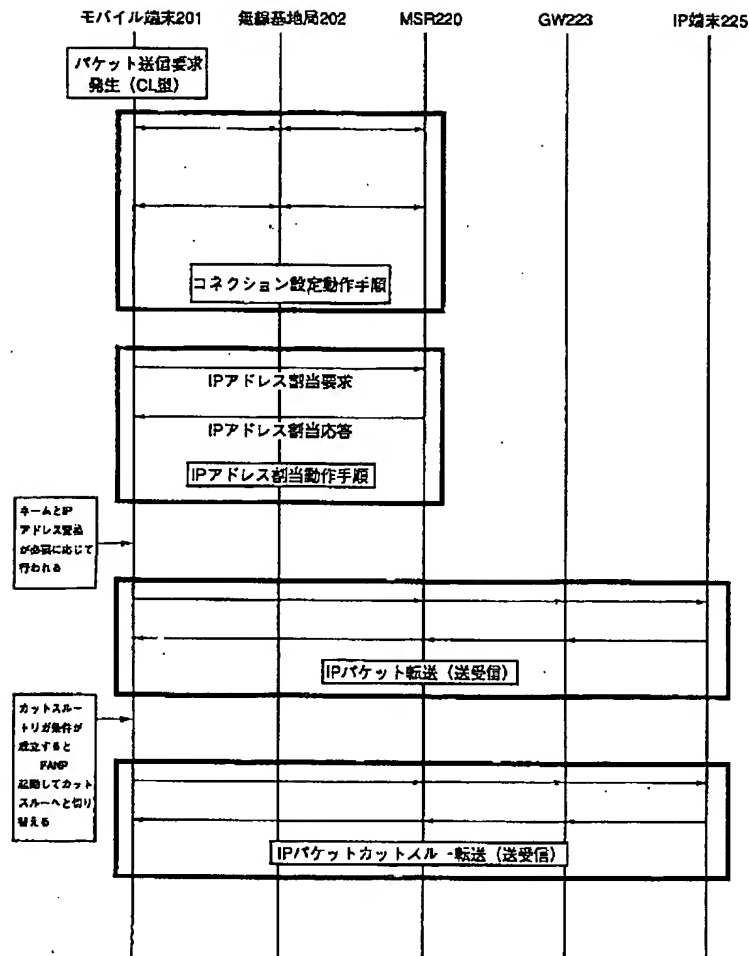 モバイル端末201
無線基地局202
MSR220
GW223
IP端末225
パケット送信要求
発生（CL型）
コネクション設定動作手順
IPアドレス割当要求
IPアドレス割当応答
IPアドレス割当動作手順
ネームとIP
アドレス変換
が必要に応じて
行われる
IPパケット転送（送受信）
カットスルー
トリガ条件が
成立すると
FANP
起動してカット
スルーへと切り
替える
IPパケットカットスルー転送（送受信）